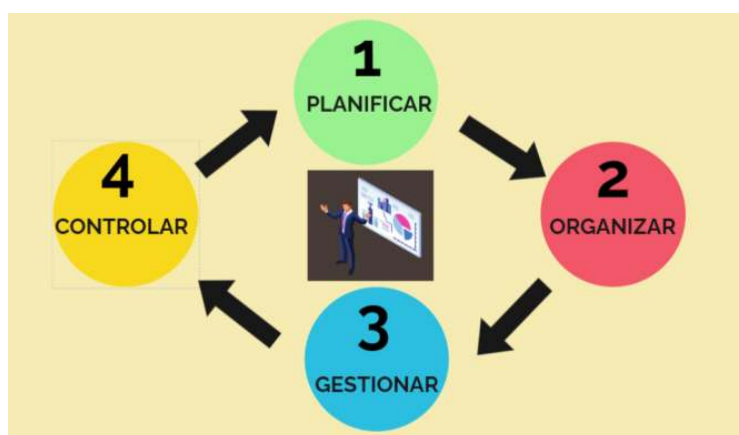 1
PLANIFICAR
2
ORGANIZAR
3
GESTIONAR
4
CONTROLAR